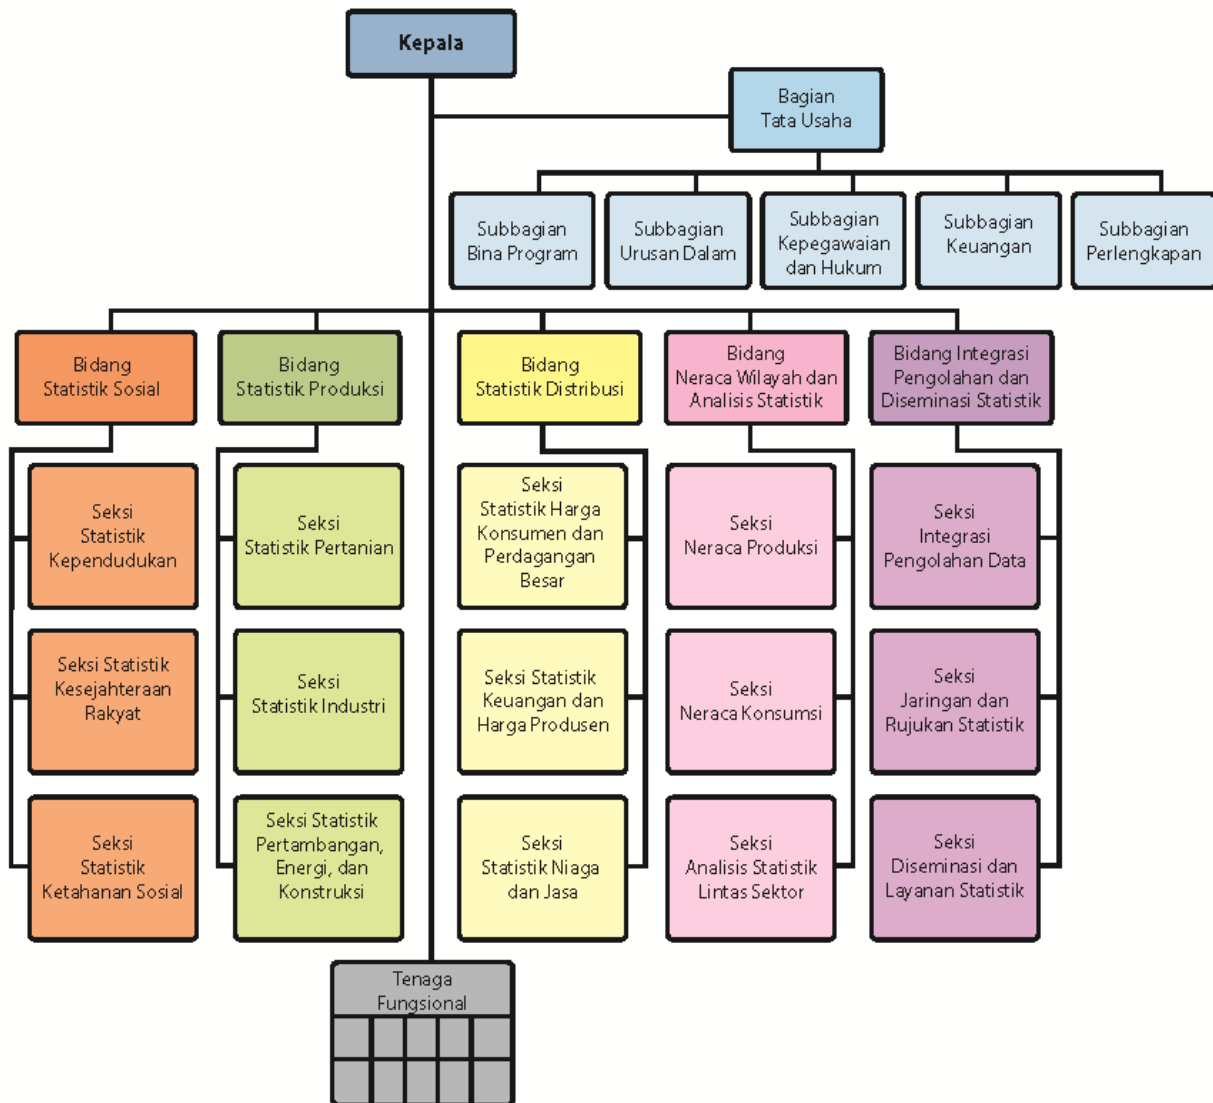 Kepala
Bagian
Tata Usaha
Subbagian
Bina Program
Subbagian
Urusan Dalam
Subbagian
Kepegawaian
dan Hukum
Subbagian
Keuangan
Subbagian
Perlengkapan
Bidang
Statistik Sosial
Bidang
Statistik Produksi
Bidang
Statistik Distribusi
Bidang
Neraca Wilayah dan
Analisis Statistik
Bidang Integrasi
Pengolahan dan
Diseminasi Statistik
Seksi
Statistik
Kependudukan
Seksi
Statistik Pertanian
Seksi
Statistik Harga
Konsumen dan
Perdagangan
Besar
Seksi
Neraca Produksi
Seksi
Integrasi
Pengolahan Data
Seksi Statistik
Kesejahteraan
Rakyat
Seksi
Statistik Industri
Seksi Statistik
Keuangan dan
Harga Produsen
Seksi
Neraca Konsumsi
Seksi
Jaringan dan
Rujukan Statistik
Seksi
Statistik
Ketahanan Sosial
Seksi Statistik
Pertambangan,
Energi, dan
Konstruksi
Seksi
Statistik Niaga
dan Jasa
Seksi
Analisis Statistik
Lintas Sektor
Seksi
Diseminasi dan
Layanan Statistik
Tenaga
Fungsional